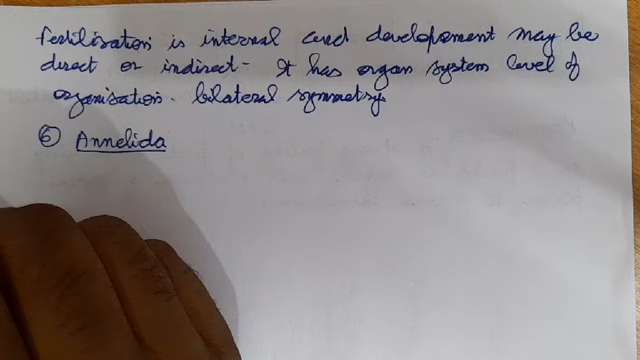 Fertilisation is internal and development may be
direct or indirect - It has organ system level of
organisation - bilateral symmetry
⑥ Annelida